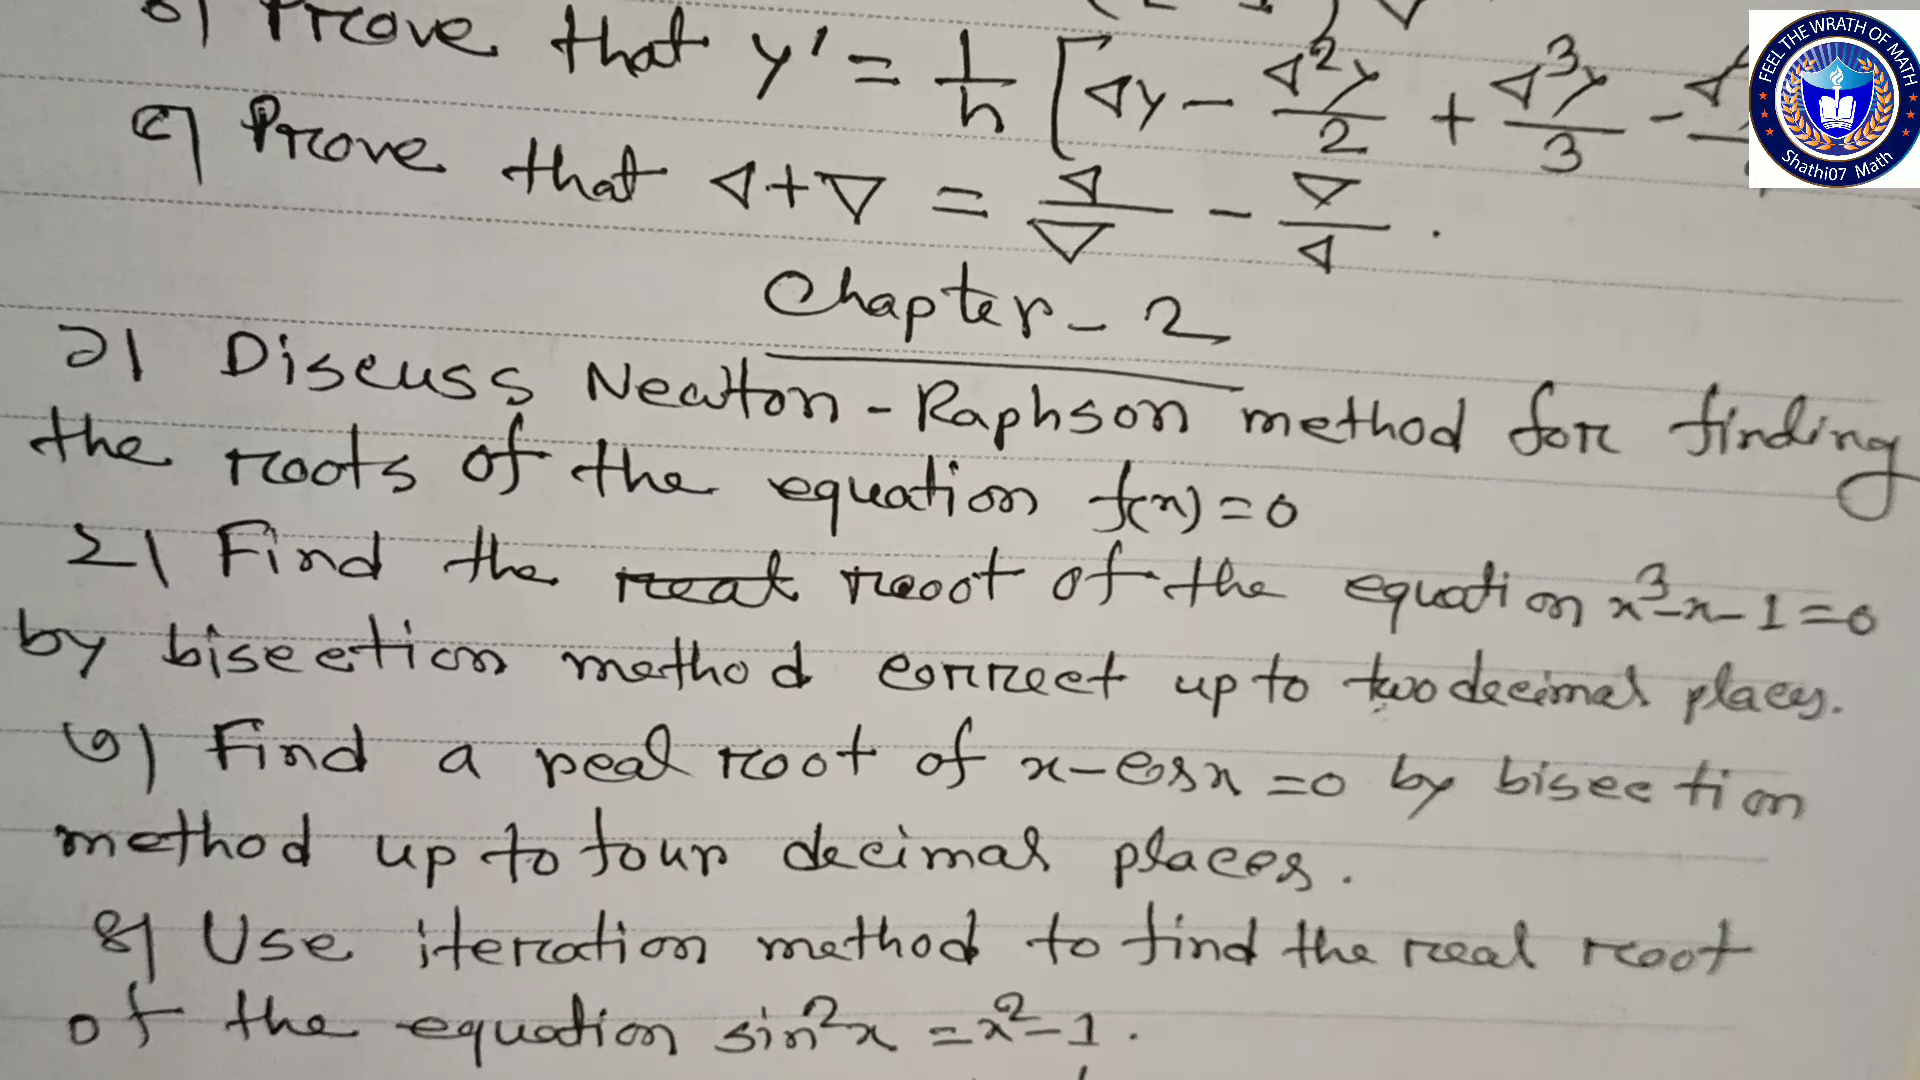 b) Prove that y' = 1/h [Δy - Δ²y/2 + Δ³y/3 - Δ
c) Prove that Δ+∇ = Δ/∇ - ∇/Δ.
Chapter-2
১। Discuss Newton-Raphson method for finding
the roots of the equation f(x)=0
২। Find the root of the equation x³-x-1=0
by bisection method correct up to two decimal places.
৩। Find a real root of x-cosx=0 by bisection
method up to four decimal places.
৪। Use iteration method to find the real root
of the equation sin²x = x²-1.
FEEL THE WRATH OF MATH
Shathi07 Math